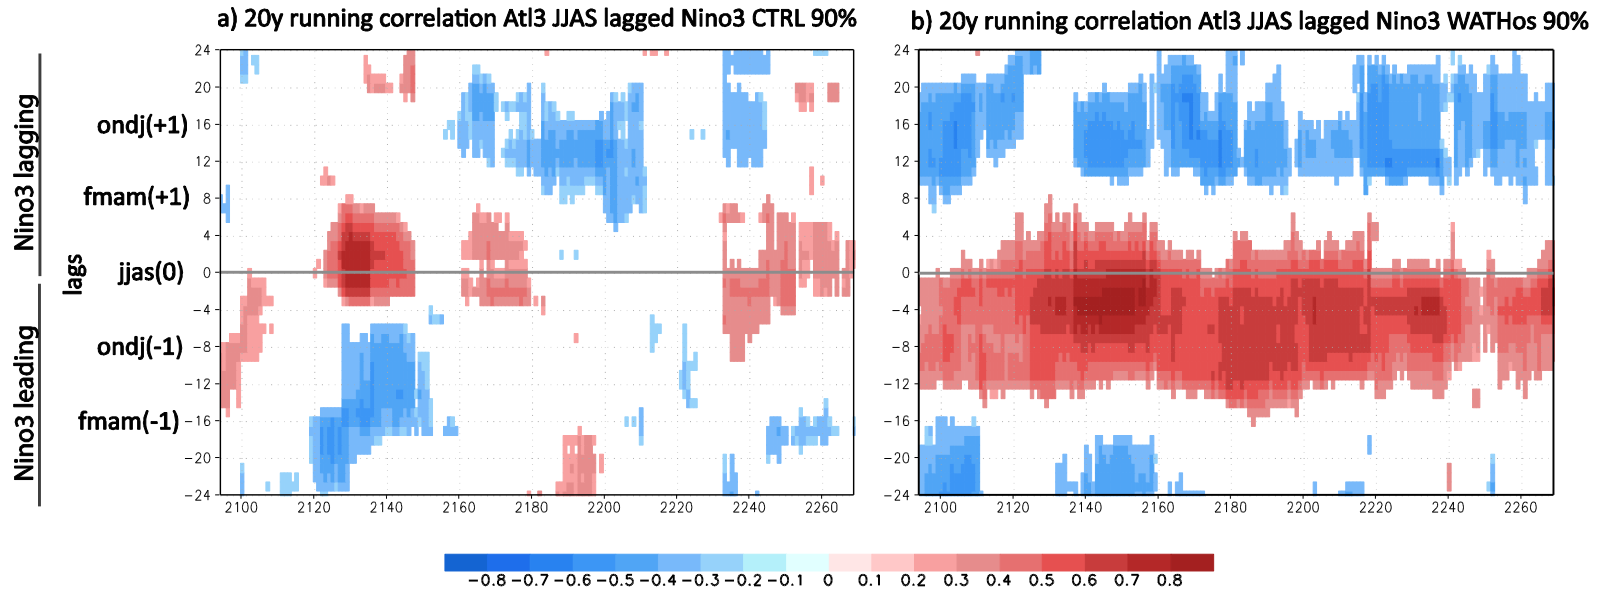 a) 20y running correlation Atl3 JJAS lagged Nino3 CTRL 90%
b) 20y running correlation Atl3 JJAS lagged Nino3 WATHos 90%
Nino3 lagging
Nino3 leading
lags
ondj(+1)
fmam(+1)
jjas(0)
ondj(-1)
fmam(-1)
24
20
16
12
8
4
0
−4
−8
−12
−16
−20
−24
2100 2120 2140 2160 2180 2200 2220 2240 2260
24
20
16
12
8
4
0
−4
−8
−12
−16
−20
−24
2100 2120 2140 2160 2180 2200 2220 2240 2260
−0.8 −0.7 −0.6 −0.5 −0.4 −0.3 −0.2 −0.1 0 0.1 0.2 0.3 0.4 0.5 0.6 0.7 0.8